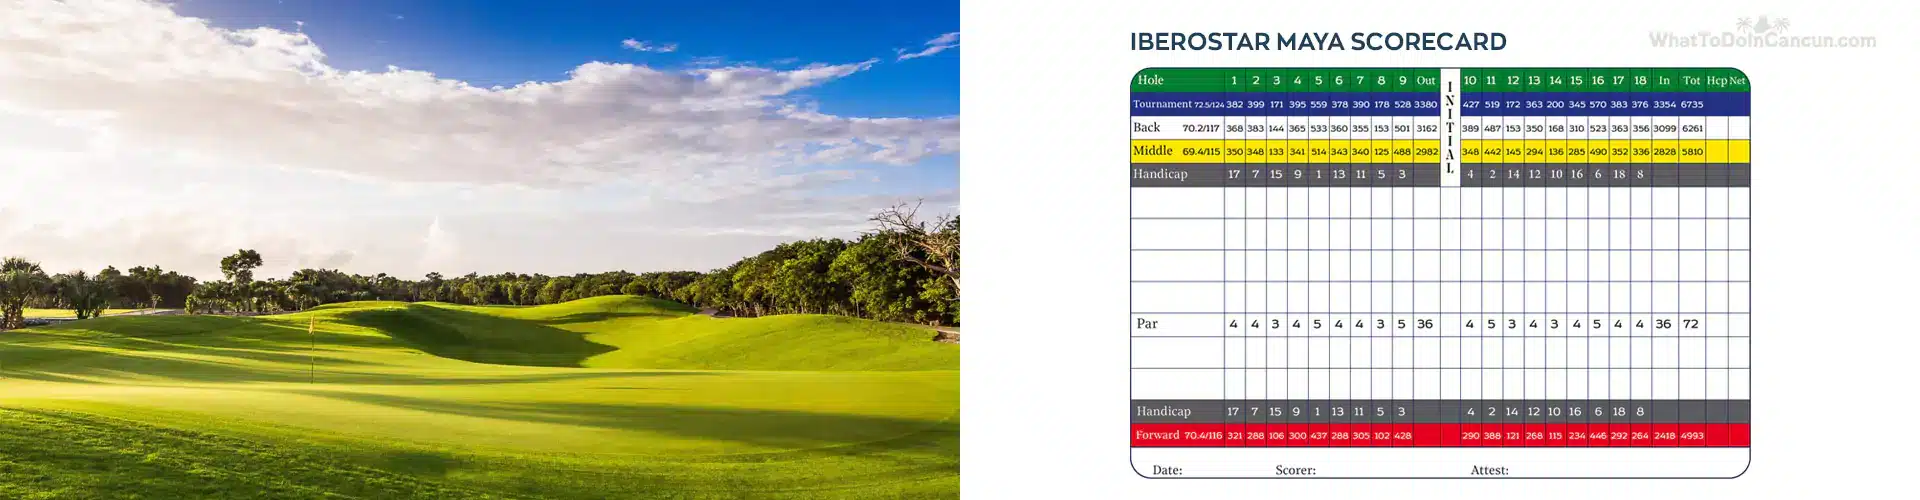 IBEROSTAR MAYA SCORECARD
WhatToDoInCancun.com
Hole 1 2 3 4 5 6 7 8 9 Out INITIAL 10 11 12 13 14 15 16 17 18 In Tot Hcp Net
Tournament 72.5/124 382 399 171 395 559 378 390 178 528 3380 427 519 172 363 200 345 570 383 376 3354 6735
Back 70.2/117 368 383 144 365 533 360 355 153 501 3162 389 487 153 350 168 310 523 363 356 3099 6261
Middle 69.4/115 350 348 133 341 514 343 340 125 488 2982 348 442 145 294 136 285 490 352 336 2828 5810
Handicap 17 7 15 9 1 13 11 5 3 4 2 14 12 10 16 6 18 8
Par 4 4 3 4 5 4 4 3 5 36 4 5 3 4 3 4 5 4 4 36 72
Handicap 17 7 15 9 1 13 11 5 3 4 2 14 12 10 16 6 18 8
Forward 70.4/116 321 288 106 300 437 288 305 102 428 290 388 121 268 115 234 446 292 264 2418 4993
Date: Scorer: Attest: